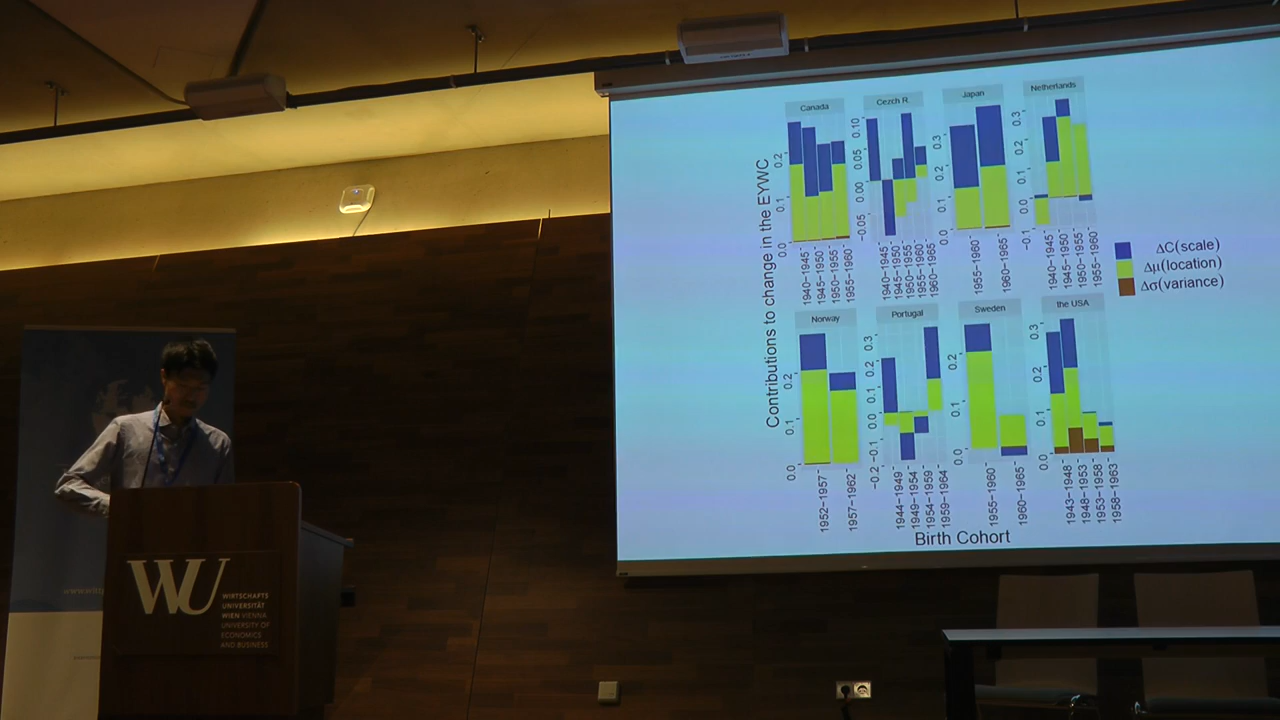 Canada
Cezch R.
Japan
Netherlands
Contributions to change in the EYWC
0.0
0.1
0.2
-0.05
0.00
0.05
0.10
0.0
0.1
0.2
0.3
-0.1
0.0
0.1
0.2
0.3
1940-1945
1945-1950
1950-1955
1955-1960
1940-1945
1945-1950
1950-1955
1955-1960
1960-1965
1955-1960
1960-1965
1940-1945
1945-1950
1950-1955
1955-1960
ΔC(scale)
Δμ(location)
Δσ(variance)
Norway
Portugal
Sweden
the USA
0.0
0.1
0.2
-0.2
-0.1
0.0
0.1
0.2
0.3
0.0
0.1
0.2
0.0
0.1
0.2
0.3
1952-1957
1957-1962
1944-1949
1949-1954
1954-1959
1959-1964
1955-1960
1960-1965
1943-1948
1948-1953
1953-1958
1958-1963
Birth Cohort
WU
WIRTSCHAFTS
UNIVERSITÄT
WIEN VIENNA
UNIVERSITY OF
ECONOMICS
AND BUSINESS